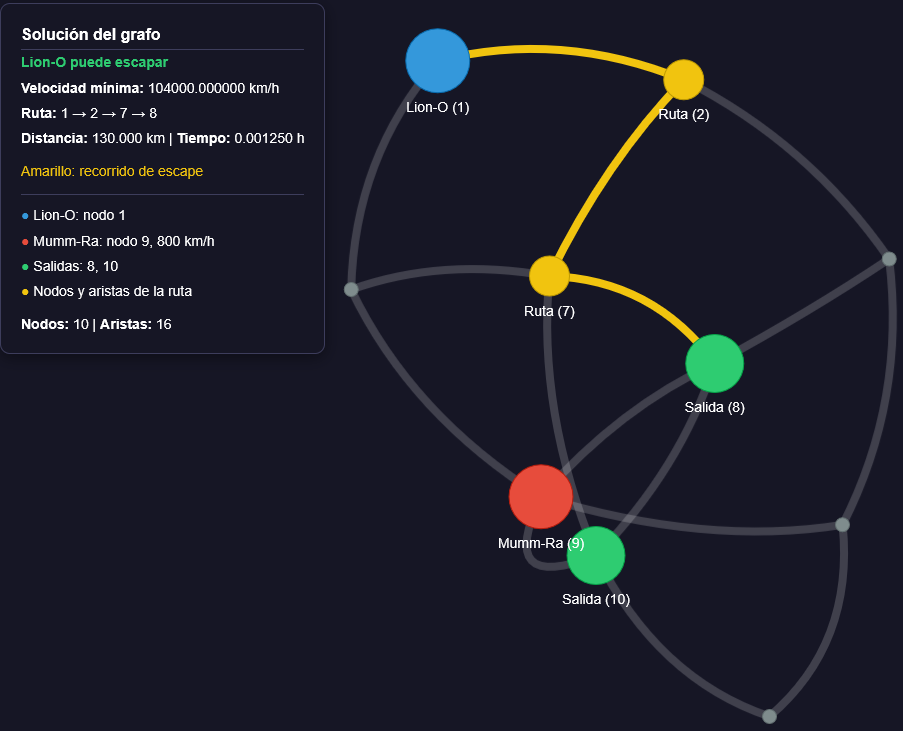 Solución del grafo
Lion-O puede escapar
Velocidad mínima: 104000.000000 km/h
Ruta: 1 → 2 → 7 → 8
Distancia: 130.000 km | Tiempo: 0.001250 h
Amarillo: recorrido de escape
● Lion-O: nodo 1
● Mumm-Ra: nodo 9, 800 km/h
● Salidas: 8, 10
● Nodos y aristas de la ruta
Nodos: 10 | Aristas: 16
Lion-O (1)
Ruta (2)
Ruta (7)
Salida (8)
Mumm-Ra (9)
Salida (10)